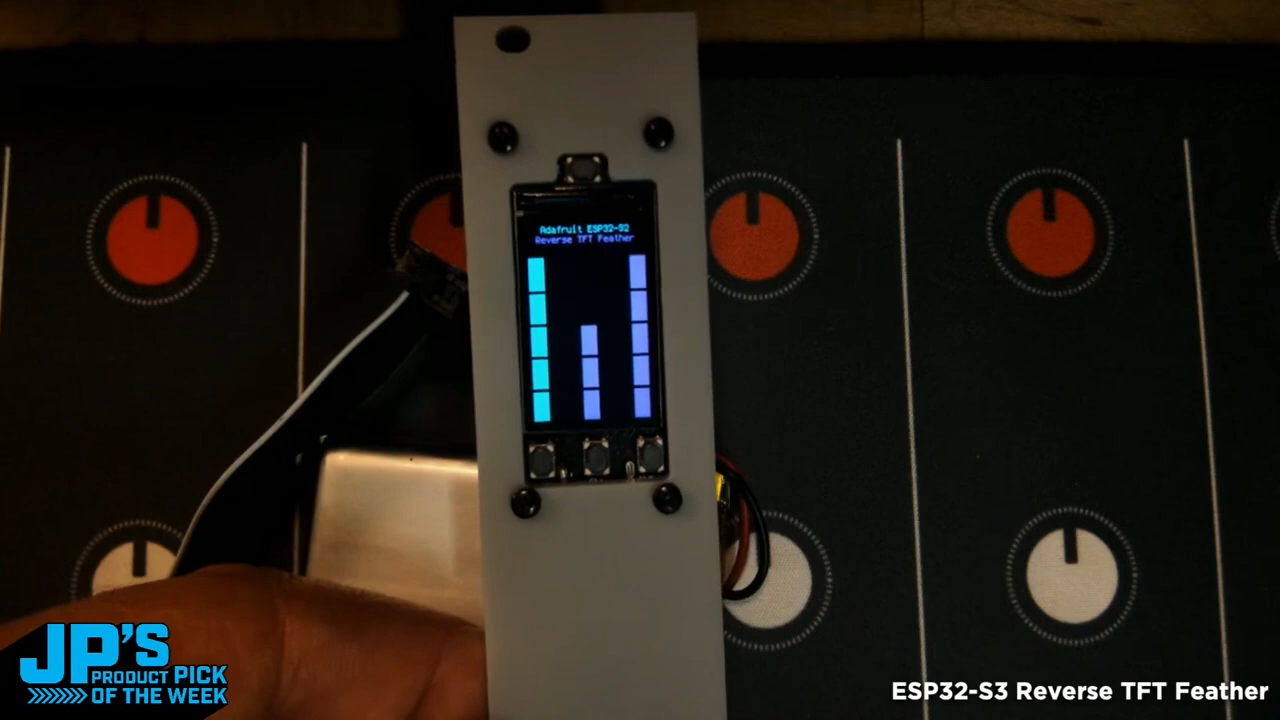 Adafruit ESP32-S2
Reverse TFT Feather
JP'S
PRODUCT PICK
OF THE WEEK
ESP32-S3 Reverse TFT Feather